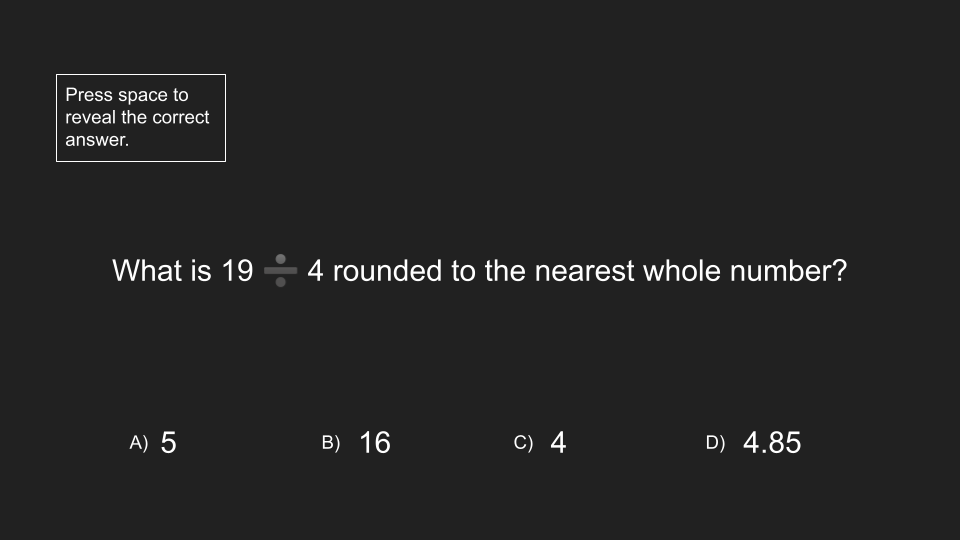 Press space to
reveal the correct
answer.
What is 19 ➗ 4 rounded to the nearest whole number?
A) 5 B) 16 C) 4 D) 4.85